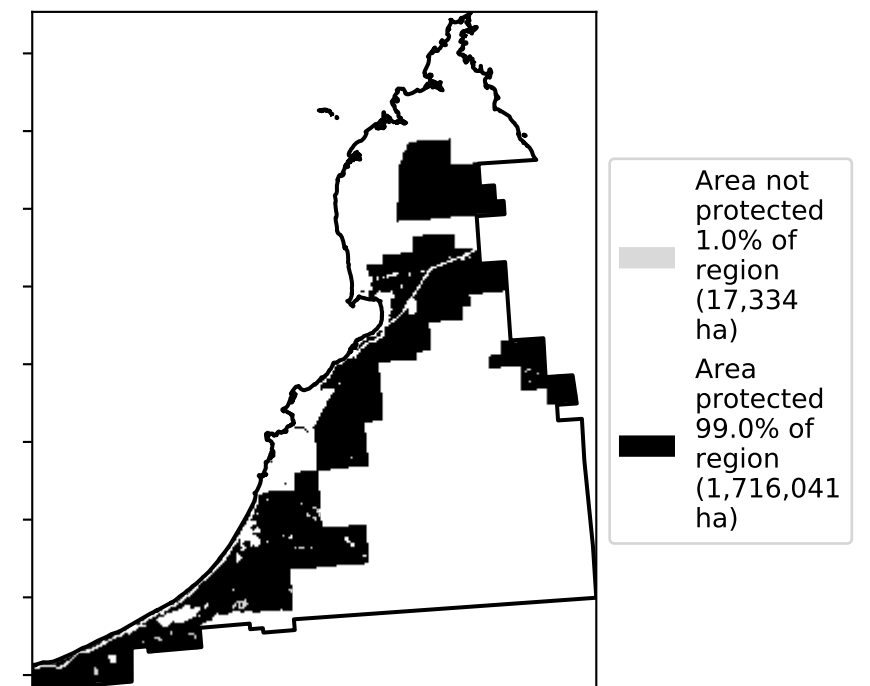 Area not
protected
1.0% of
region
(17,334
ha)
Area
protected
99.0% of
region
(1,716,041
ha)